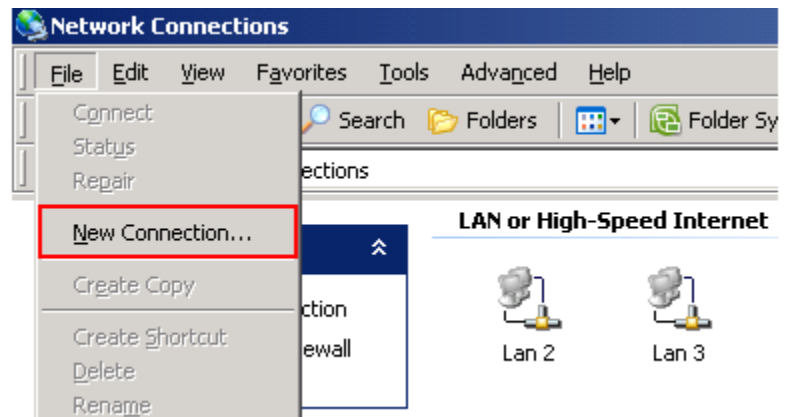 Network Connections
File Edit View Favorites Tools Advanced Help
Connect
Search Folders Folder Sy
Status
ections
Repair
LAN or High-Speed Internet
New Connection...
Create Copy
ction
Create Shortcut
ewall
Lan 2 Lan 3
Delete
Rename